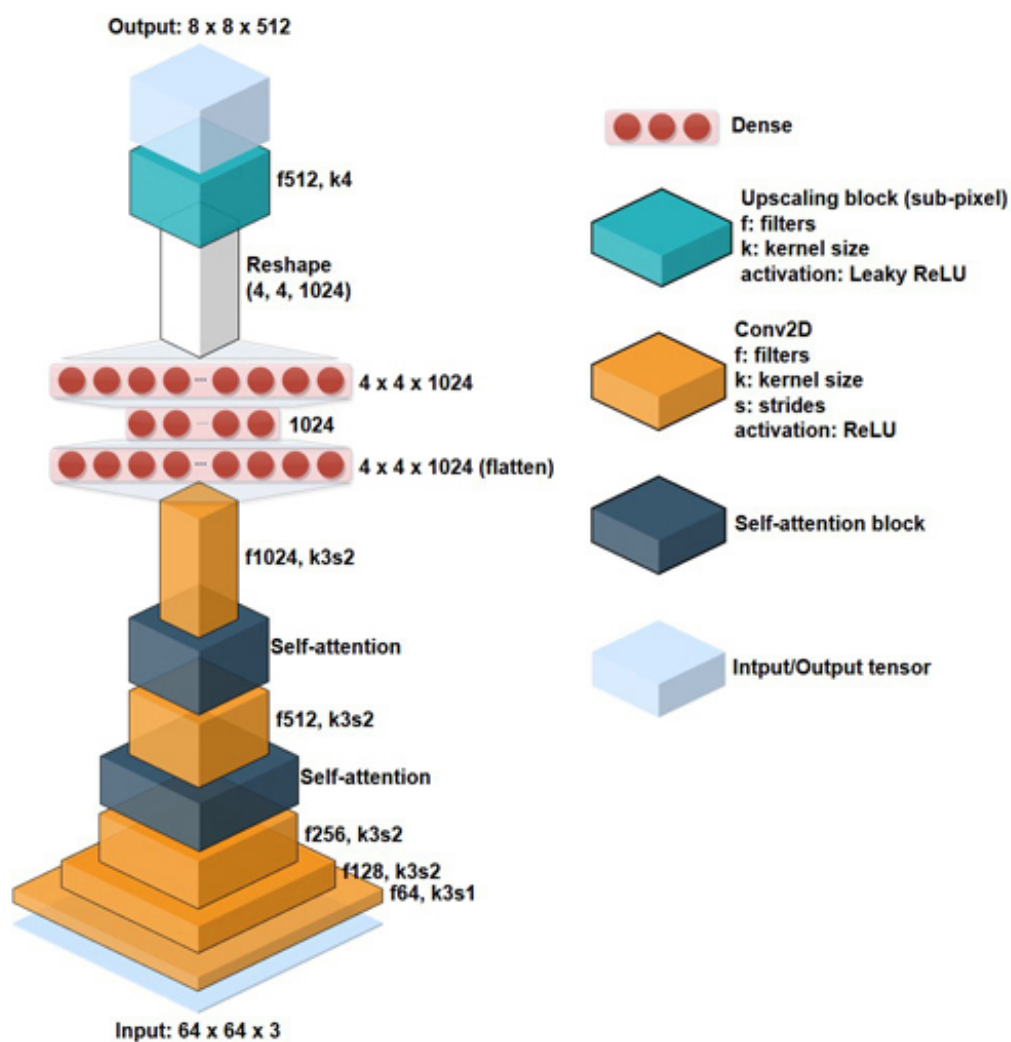 Output: 8 x 8 x 512
f512, k4
Reshape
(4, 4, 1024)
4 x 4 x 1024
1024
4 x 4 x 1024 (flatten)
f1024, k3s2
Self-attention
f512, k3s2
Self-attention
f256, k3s2
f128, k3s2
f64, k3s1
Input: 64 x 64 x 3
Dense
Upscaling block (sub-pixel)
f: filters
k: kernel size
activation: Leaky ReLU
Conv2D
f: filters
k: kernel size
s: strides
activation: ReLU
Self-attention block
Intput/Output tensor